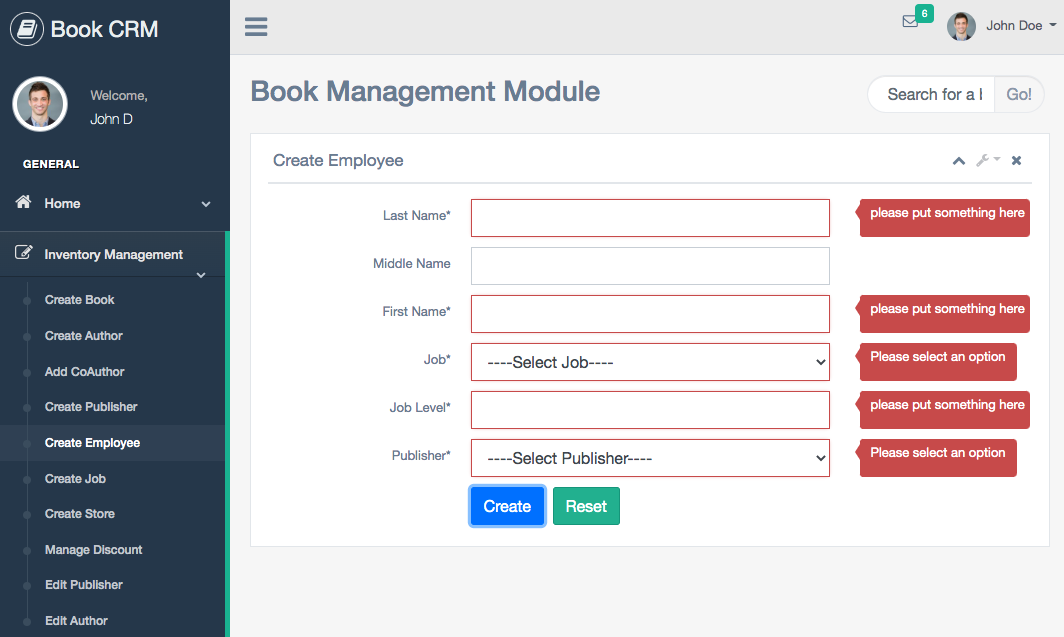 Book CRM
6
John Doe
Welcome,
John D
Book Management Module
Go!
GENERAL
Home
Inventory Management
Create Book
Create Author
Add CoAuthor
Create Publisher
Create Employee
Create Job
Create Store
Manage Discount
Edit Publisher
Edit Author
Search for a
Create Employee
Last Name*
please put something here
Middle Name
First Name*
please put something here
Job*
----Select Job----
Please select an option
Job Level*
please put something here
Publisher*
----Select Publisher----
Please select an option
Create
Reset